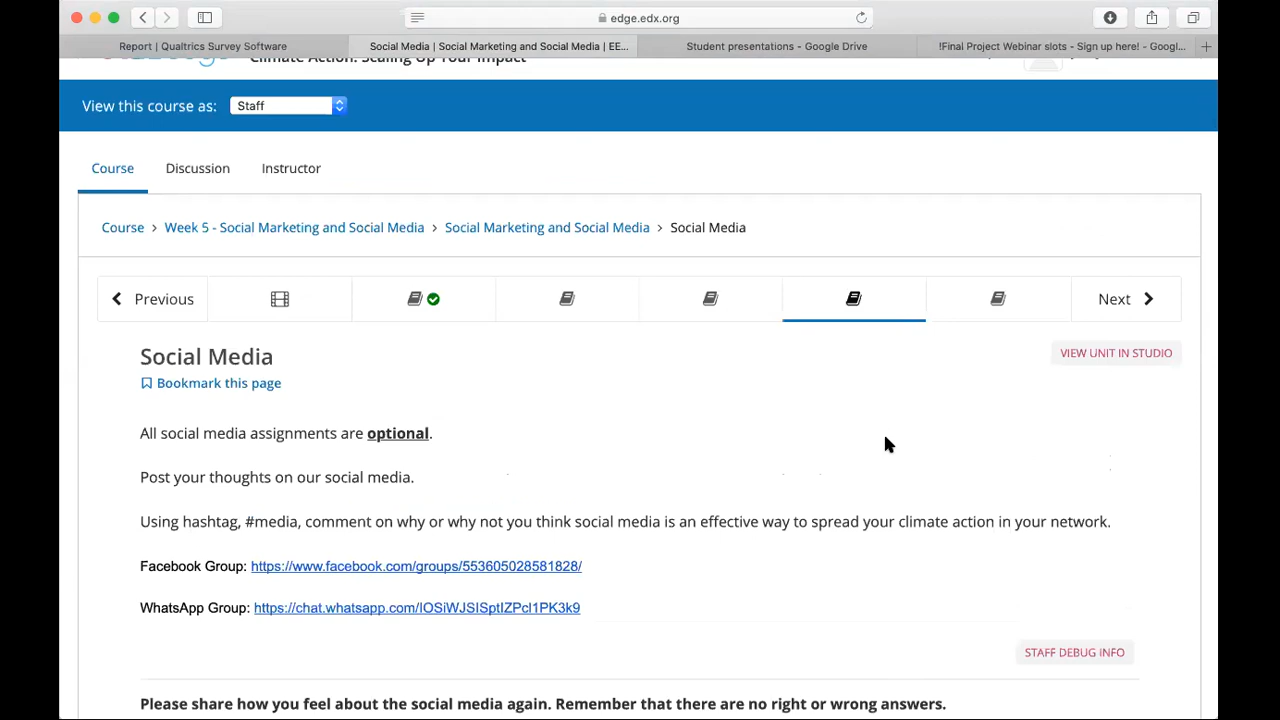 edge.edx.org
Report | Qualtrics Survey Software
Social Media | Social Marketing and Social Media | EE...
Student presentations - Google Drive
!Final Project Webinar slots - Sign up here! - Googl...
Climate Action: Scaling Up Your Impact
View this course as: Staff
Course Discussion Instructor
Course > Week 5 - Social Marketing and Social Media > Social Marketing and Social Media > Social Media
Previous
Next
Social Media
VIEW UNIT IN STUDIO
Bookmark this page
All social media assignments are optional.
Post your thoughts on our social media.
Using hashtag, #media, comment on why or why not you think social media is an effective way to spread your climate action in your network.
Facebook Group: https://www.facebook.com/groups/553605028581828/
WhatsApp Group: https://chat.whatsapp.com/IOSiWJSISptIZPcl1PK3k9
STAFF DEBUG INFO
Please share how you feel about the social media again. Remember that there are no right or wrong answers.